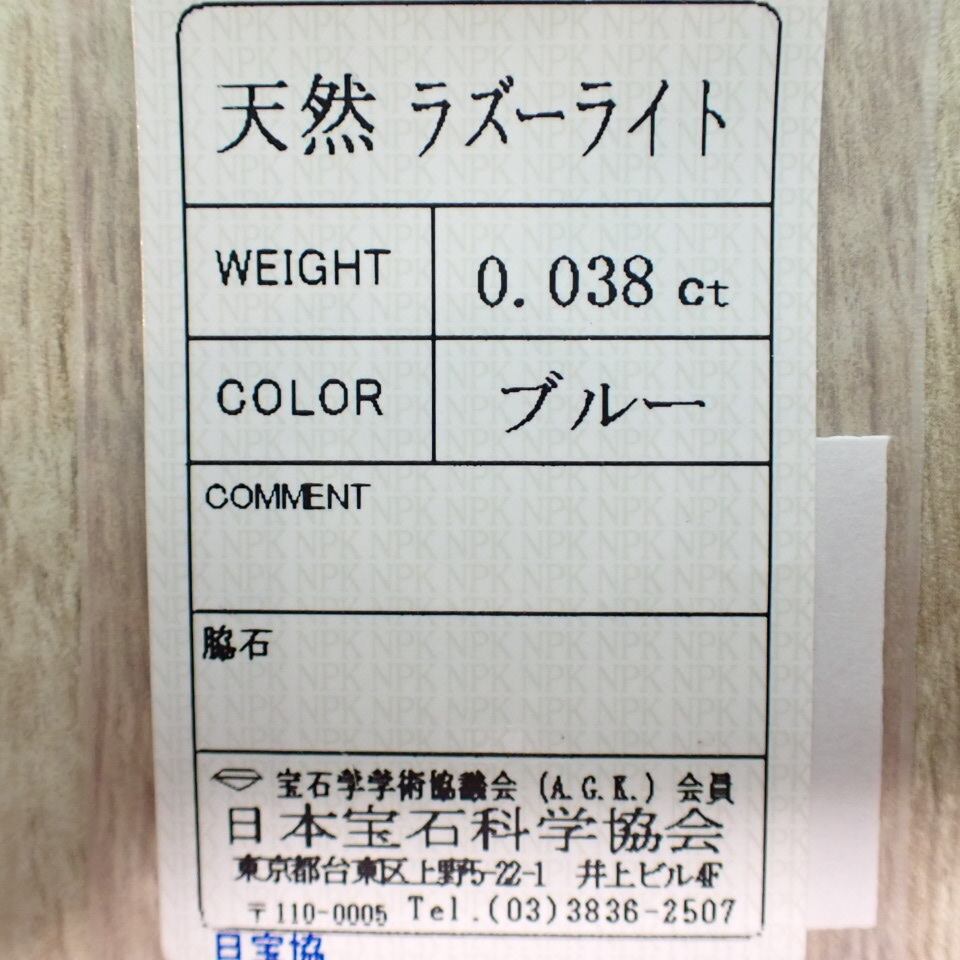 天然 ラズーライト
WEIGHT 0.038 ct
COLOR ブルー
COMMENT
脇石
宝石学学術協議会 (A.G.K.) 会員
日本宝石科学協会
東京都台東区上野5-22-1 井上ビル4F
〒110-0005 Tel.(03)3836-2507
日宝協